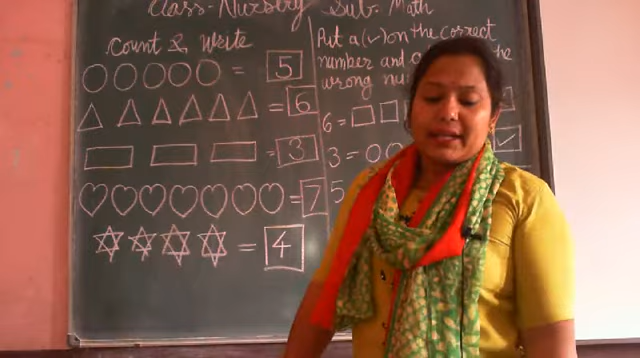 Class-Nursery Sub. Math
Count & Write
= 5
= 6
= 3
= 7
= 4
Put a (✓) on the correct
number and
wrong
6 =
3 =
5